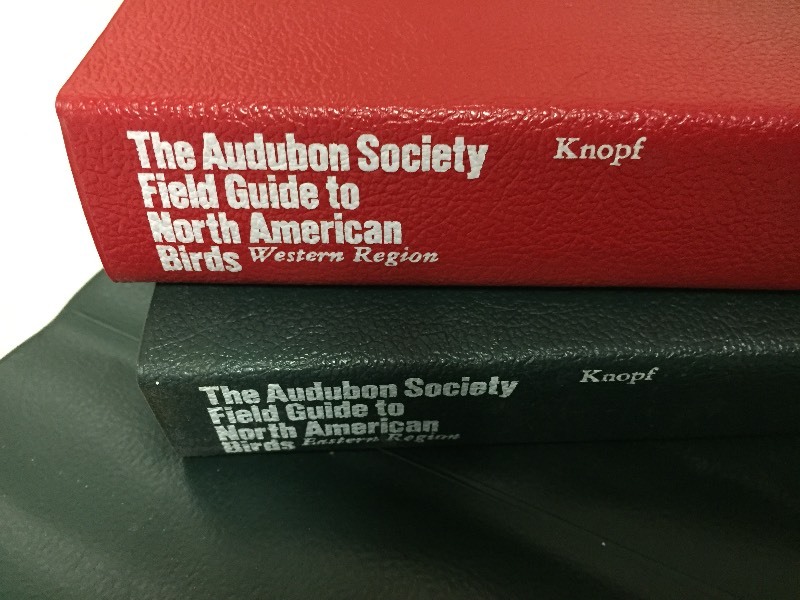 The Audubon Society
Field Guide to
North American
Birds Western Region
Knopf
The Audubon Society
Field Guide to
North American
Birds Eastern Region
Knopf